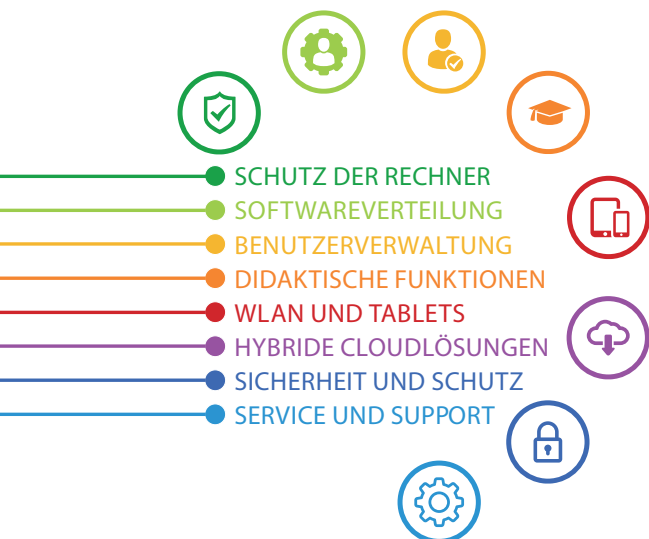 SCHUTZ DER RECHNER
SOFTWAREVERTEILUNG
BENUTZERVERWALTUNG
DIDAKTISCHE FUNKTIONEN
WLAN UND TABLETS
HYBRIDE CLOUDLÖSUNGEN
SICHERHEIT UND SCHUTZ
SERVICE UND SUPPORT